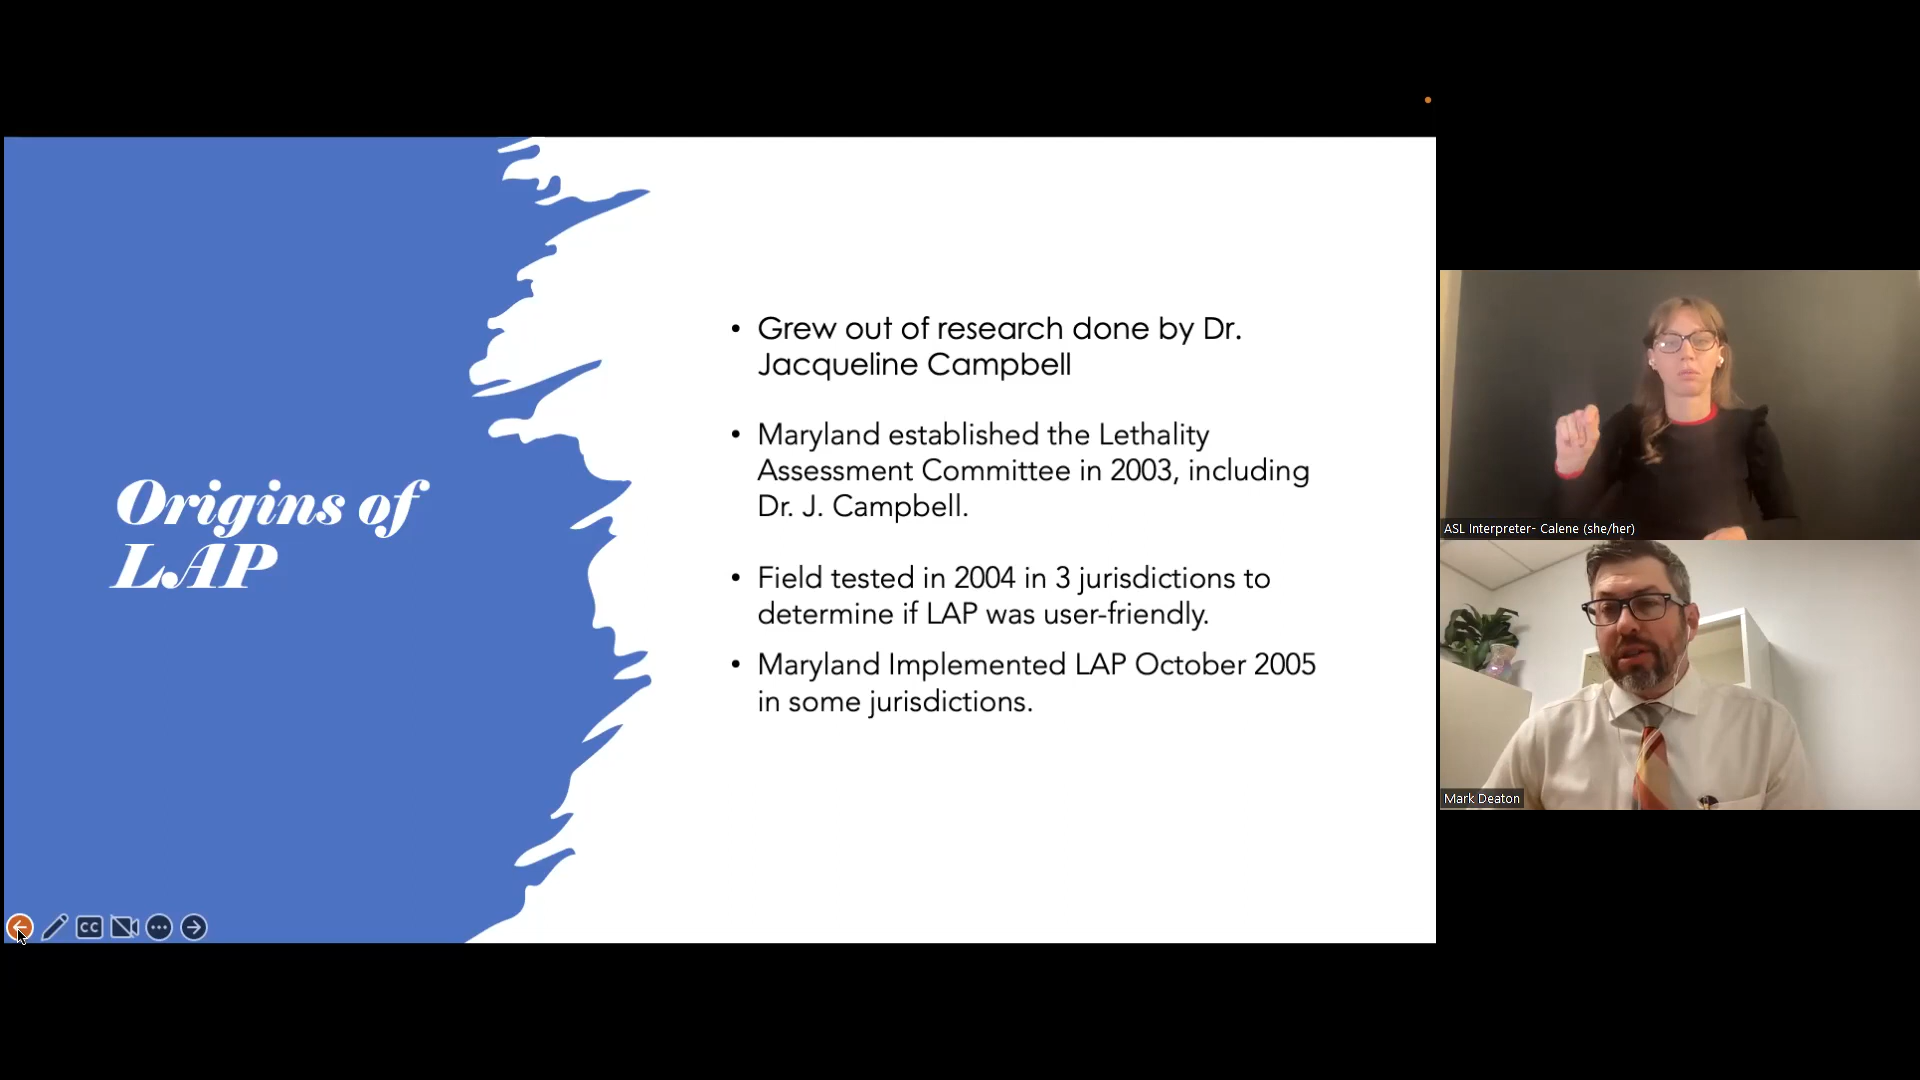 Origins of
LAP
• Grew out of research done by Dr.
Jacqueline Campbell
• Maryland established the Lethality
Assessment Committee in 2003, including
Dr. J. Campbell.
• Field tested in 2004 in 3 jurisdictions to
determine if LAP was user-friendly.
• Maryland Implemented LAP October 2005
in some jurisdictions.
CC
ASL Interpreter- Calene (she/her)
Mark Deaton